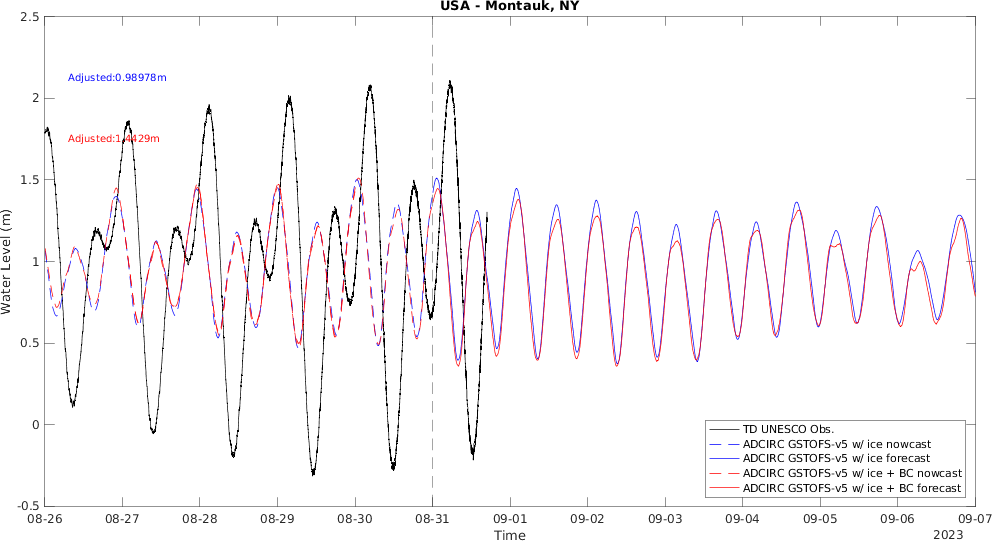 USA - Montauk, NY
2.5
2
1.5
1
0.5
0
-0.5
Water Level (m)
Adjusted:0.98978m
Adjusted:1.4429m
TD UNESCO Obs.
ADCIRC GSTOFS-v5 w/ ice nowcast
ADCIRC GSTOFS-v5 w/ ice forecast
ADCIRC GSTOFS-v5 w/ ice + BC nowcast
ADCIRC GSTOFS-v5 w/ ice + BC forecast
08-26 08-27 08-28 08-29 08-30 08-31 09-01 09-02 09-03 09-04 09-05 09-06 09-07
Time
2023